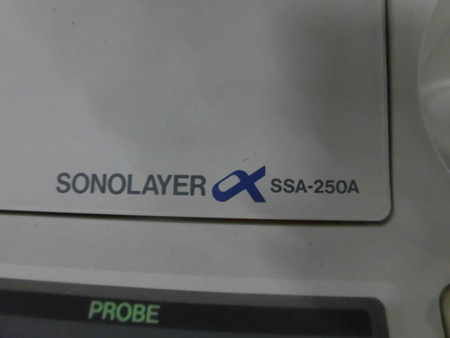 SONOLAYER α SSA-250A
PROBE